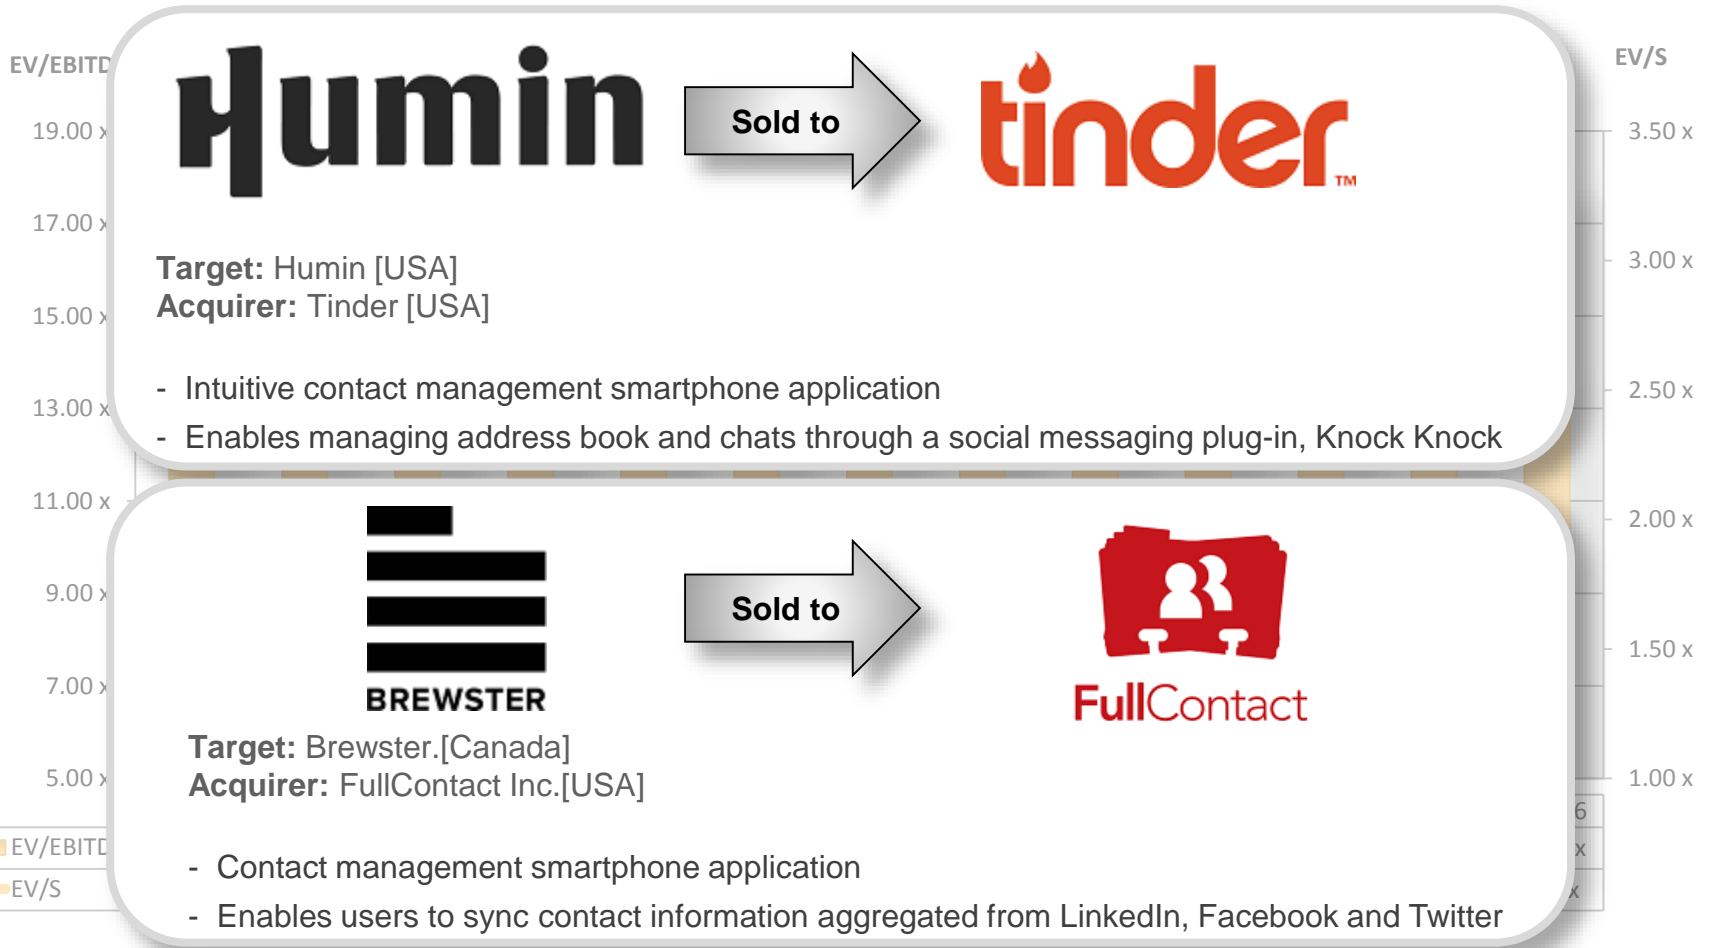 EV/EBITD
EV/S
Humin
Sold to
tinder™
19.00 x
3.50 x
17.00 x
3.00 x
Target: Humin [USA]
Acquirer: Tinder [USA]
15.00 x
- Intuitive contact management smartphone application
2.50 x
13.00 x
- Enables managing address book and chats through a social messaging plug-in, Knock Knock
11.00 x
2.00 x
9.00 x
Sold to
1.50 x
7.00 x
BREWSTER
FullContact
Target: Brewster.[Canada]
Acquirer: FullContact Inc.[USA]
5.00 x
1.00 x
6
EV/EBITD
x
- Contact management smartphone application
EV/S
x
- Enables users to sync contact information aggregated from LinkedIn, Facebook and Twitter